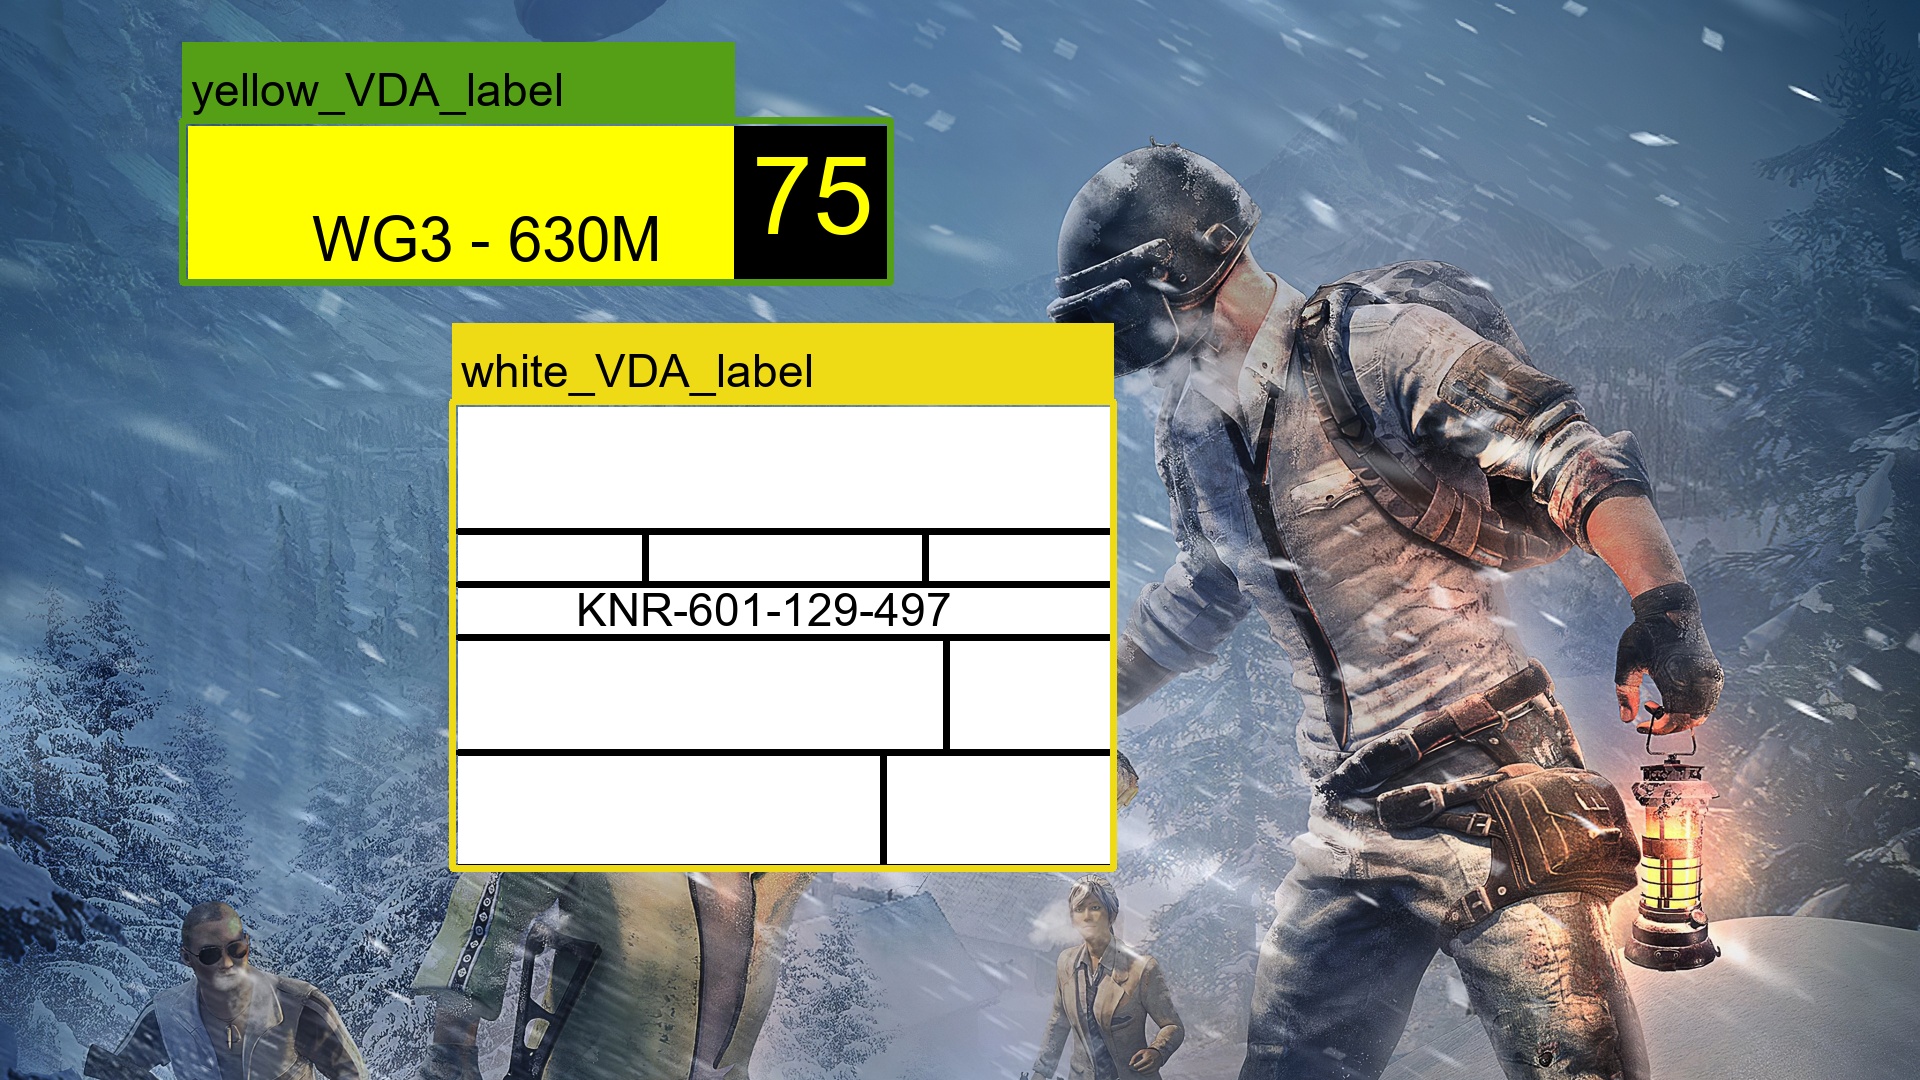 yellow_VDA_label
WG3 - 630M
75
white_VDA_label
KNR-601-129-497